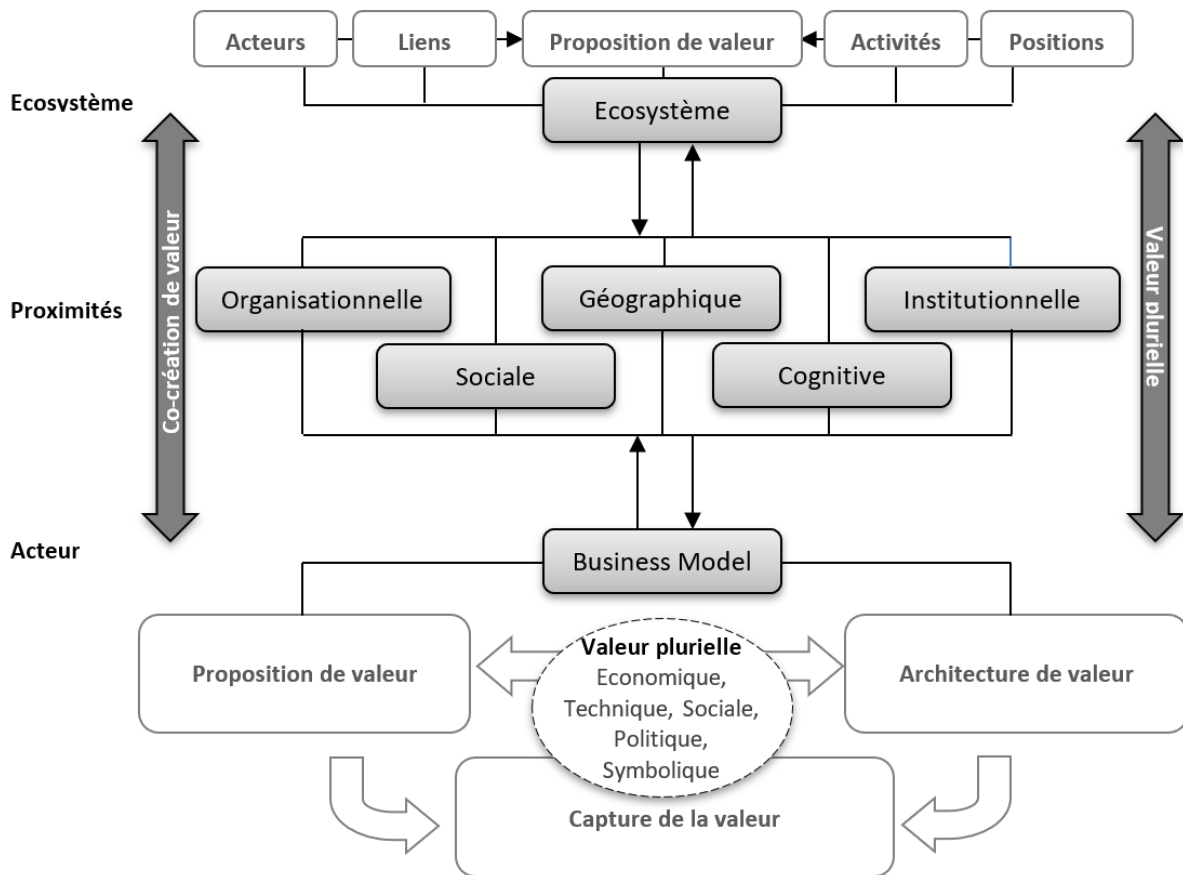 Acteurs
Liens
Proposition de valeur
Activités
Positions
Ecosystème
Ecosystème
Co-création de valeur
Valeur plurielle
Proximités
Organisationnelle
Géographique
Institutionnelle
Sociale
Cognitive
Acteur
Business Model
Proposition de valeur
Valeur plurielle
Economique,
Technique, Sociale,
Politique,
Symbolique
Architecture de valeur
Capture de la valeur